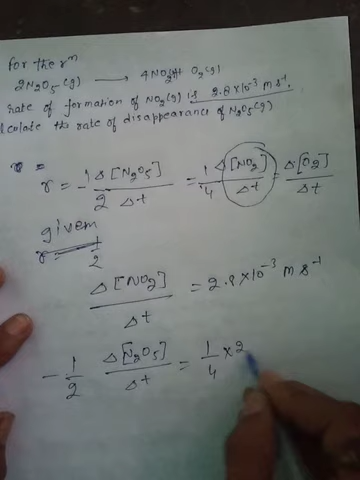 for the rxn
2N2O5(g) → 4NO2(g)+ O2(g)
rate of formation of NO2(g) is 2.8×10⁻³ M s⁻¹.
lculate the rate of disappearance of N2O5(g)
r = -1/2 Δ[N2O5]/Δt = 1/4 Δ[NO2]/Δt = Δ[O2]/Δt
given
r = - 1/2
Δ[NO2]/Δt = 2.8×10⁻³ M s⁻¹
- 1/2 Δ[N2O5]/Δt = 1/4 × 2